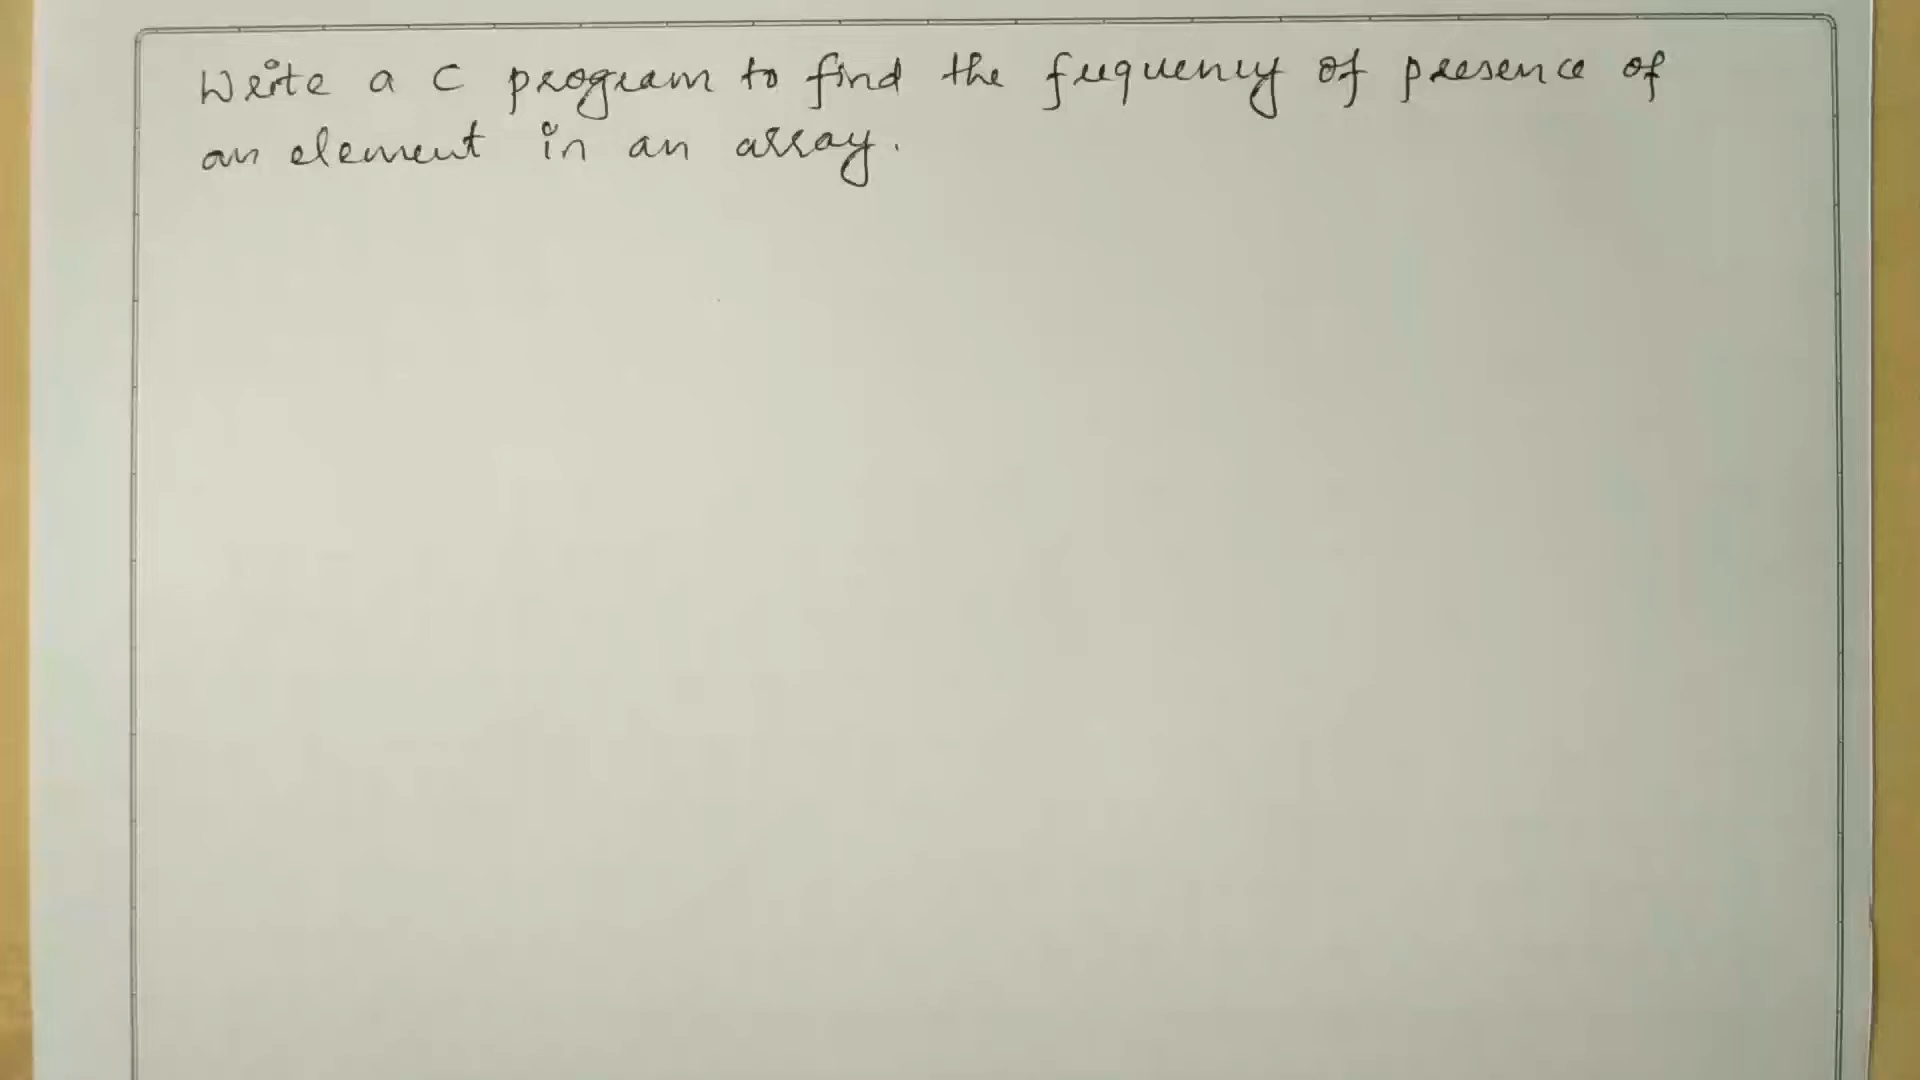 Write a C program to find the frequency of presence of
an element in an array.